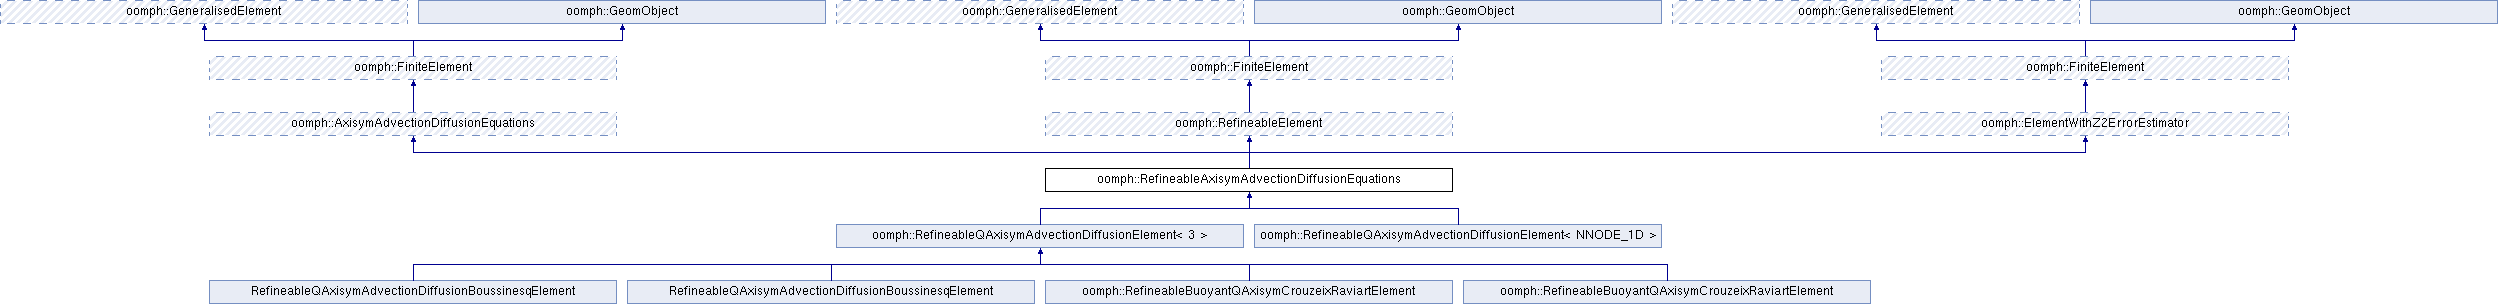 oomph::GeneralisedElement
oomph::GeomObject
oomph::GeneralisedElement
oomph::GeomObject
oomph::GeneralisedElement
oomph::GeomObject
oomph::FiniteElement
oomph::FiniteElement
oomph::FiniteElement
oomph::AxisymAdvectionDiffusionEquations
oomph::RefineableElement
oomph::ElementWithZ2ErrorEstimator
oomph::RefineableAxisymAdvectionDiffusionEquations
oomph::RefineableQAxisymAdvectionDiffusionElement< 3 >
oomph::RefineableQAxisymAdvectionDiffusionElement< NNODE_1D >
RefineableQAxisymAdvectionDiffusionBoussinesqElement
RefineableQAxisymAdvectionDiffusionBoussinesqElement
oomph::RefineableBuoyantQAxisymCrouzeixRaviartElement
oomph::RefineableBuoyantQAxisymCrouzeixRaviartElement